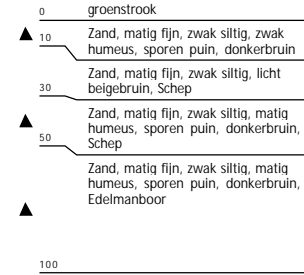 0 groenstrook
10 Zand, matig fijn, zwak siltig, zwak
humeus, sporen puin, donkerbruin
Zand, matig fijn, zwak siltig, licht
30 beigebruin, Schep
Zand, matig fijn, zwak siltig, matig
humeus, sporen puin, donkerbruin,
50 Schep
Zand, matig fijn, zwak siltig, matig
humeus, sporen puin, donkerbruin,
Edelmanboor
100